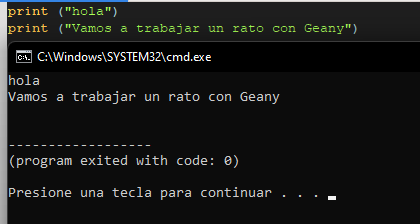 print ("hola")
print ("Vamos a trabajar un rato con Geany")
C:\Windows\SYSTEM32\cmd.exe
hola
Vamos a trabajar un rato con Geany
------------------
(program exited with code: 0)
Presione una tecla para continuar . . .